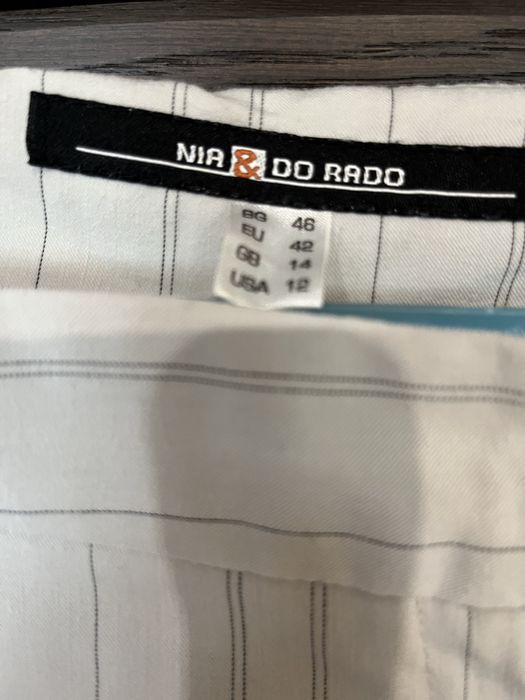 NIA & DO RADO
BG 46
EU 42
GB 14
USA 12